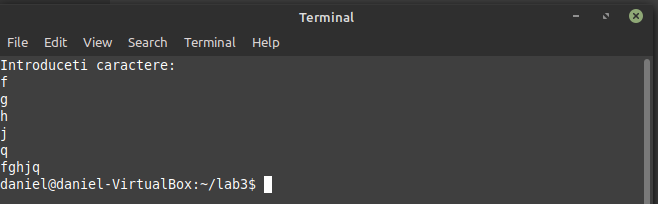 Terminal
File Edit View Search Terminal Help
Introduceti caractere:
f
g
h
j
q
fghjq
daniel@daniel-VirtualBox:~/lab3$